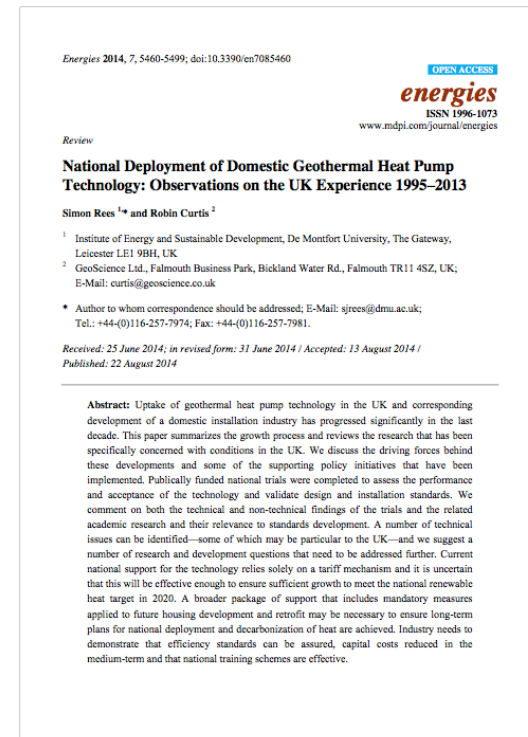 Energies 2014, 7, 5460-5499; doi:10.3390/en7085460
OPEN ACCESS
energies
ISSN 1996-1073
www.mdpi.com/journal/energies
Review
National Deployment of Domestic Geothermal Heat Pump
Technology: Observations on the UK Experience 1995–2013
Simon Rees 1,* and Robin Curtis 2
1 Institute of Energy and Sustainable Development, De Montfort University, The Gateway,
Leicester LE1 9BH, UK
2 GeoScience Ltd., Falmouth Business Park, Bickland Water Rd., Falmouth TR11 4SZ, UK;
E-Mail: curtis@geoscience.co.uk
* Author to whom correspondence should be addressed; E-Mail: sjrees@dmu.ac.uk;
Tel.: +44-(0)116-257-7974; Fax: +44-(0)116-257-7981.
Received: 25 June 2014; in revised form: 31 June 2014 / Accepted: 13 August 2014 /
Published: 22 August 2014
Abstract: Uptake of geothermal heat pump technology in the UK and corresponding
development of a domestic installation industry has progressed significantly in the last
decade. This paper summarizes the growth process and reviews the research that has been
specifically concerned with conditions in the UK. We discuss the driving forces behind
these developments and some of the supporting policy initiatives that have been
implemented. Publically funded national trials were completed to assess the performance
and acceptance of the technology and validate design and installation standards. We
comment on both the technical and non-technical findings of the trials and the related
academic research and their relevance to standards development. A number of technical
issues can be identified—some of which may be particular to the UK—and we suggest a
number of research and development questions that need to be addressed further. Current
national support for the technology relies solely on a tariff mechanism and it is uncertain
that this will be effective enough to ensure sufficient growth to meet the national renewable
heat target in 2020. A broader package of support that includes mandatory measures
applied to future housing development and retrofit may be necessary to ensure long-term
plans for national deployment and decarbonization of heat are achieved. Industry needs to
demonstrate that efficiency standards can be assured, capital costs reduced in the
medium-term and that national training schemes are effective.